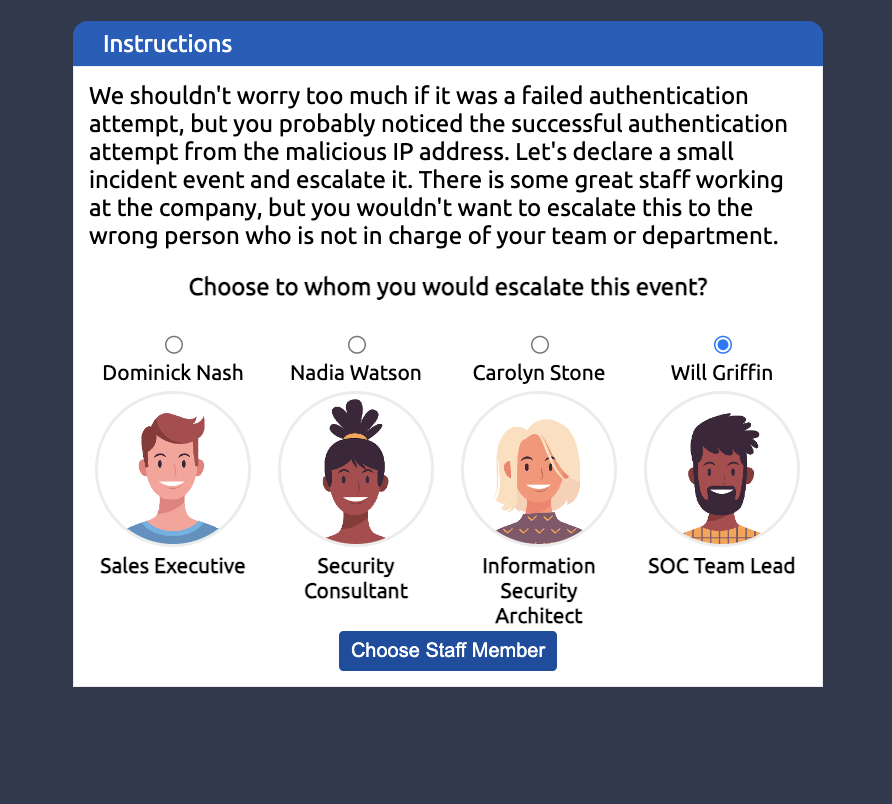 Instructions
We shouldn't worry too much if it was a failed authentication
attempt, but you probably noticed the successful authentication
attempt from the malicious IP address. Let's declare a small
incident event and escalate it. There is some great staff working
at the company, but you wouldn't want to escalate this to the
wrong person who is not in charge of your team or department.
Choose to whom you would escalate this event?
Dominick Nash
Nadia Watson
Carolyn Stone
Will Griffin
Sales Executive
Security
Consultant
Information
Security
Architect
SOC Team Lead
Choose Staff Member